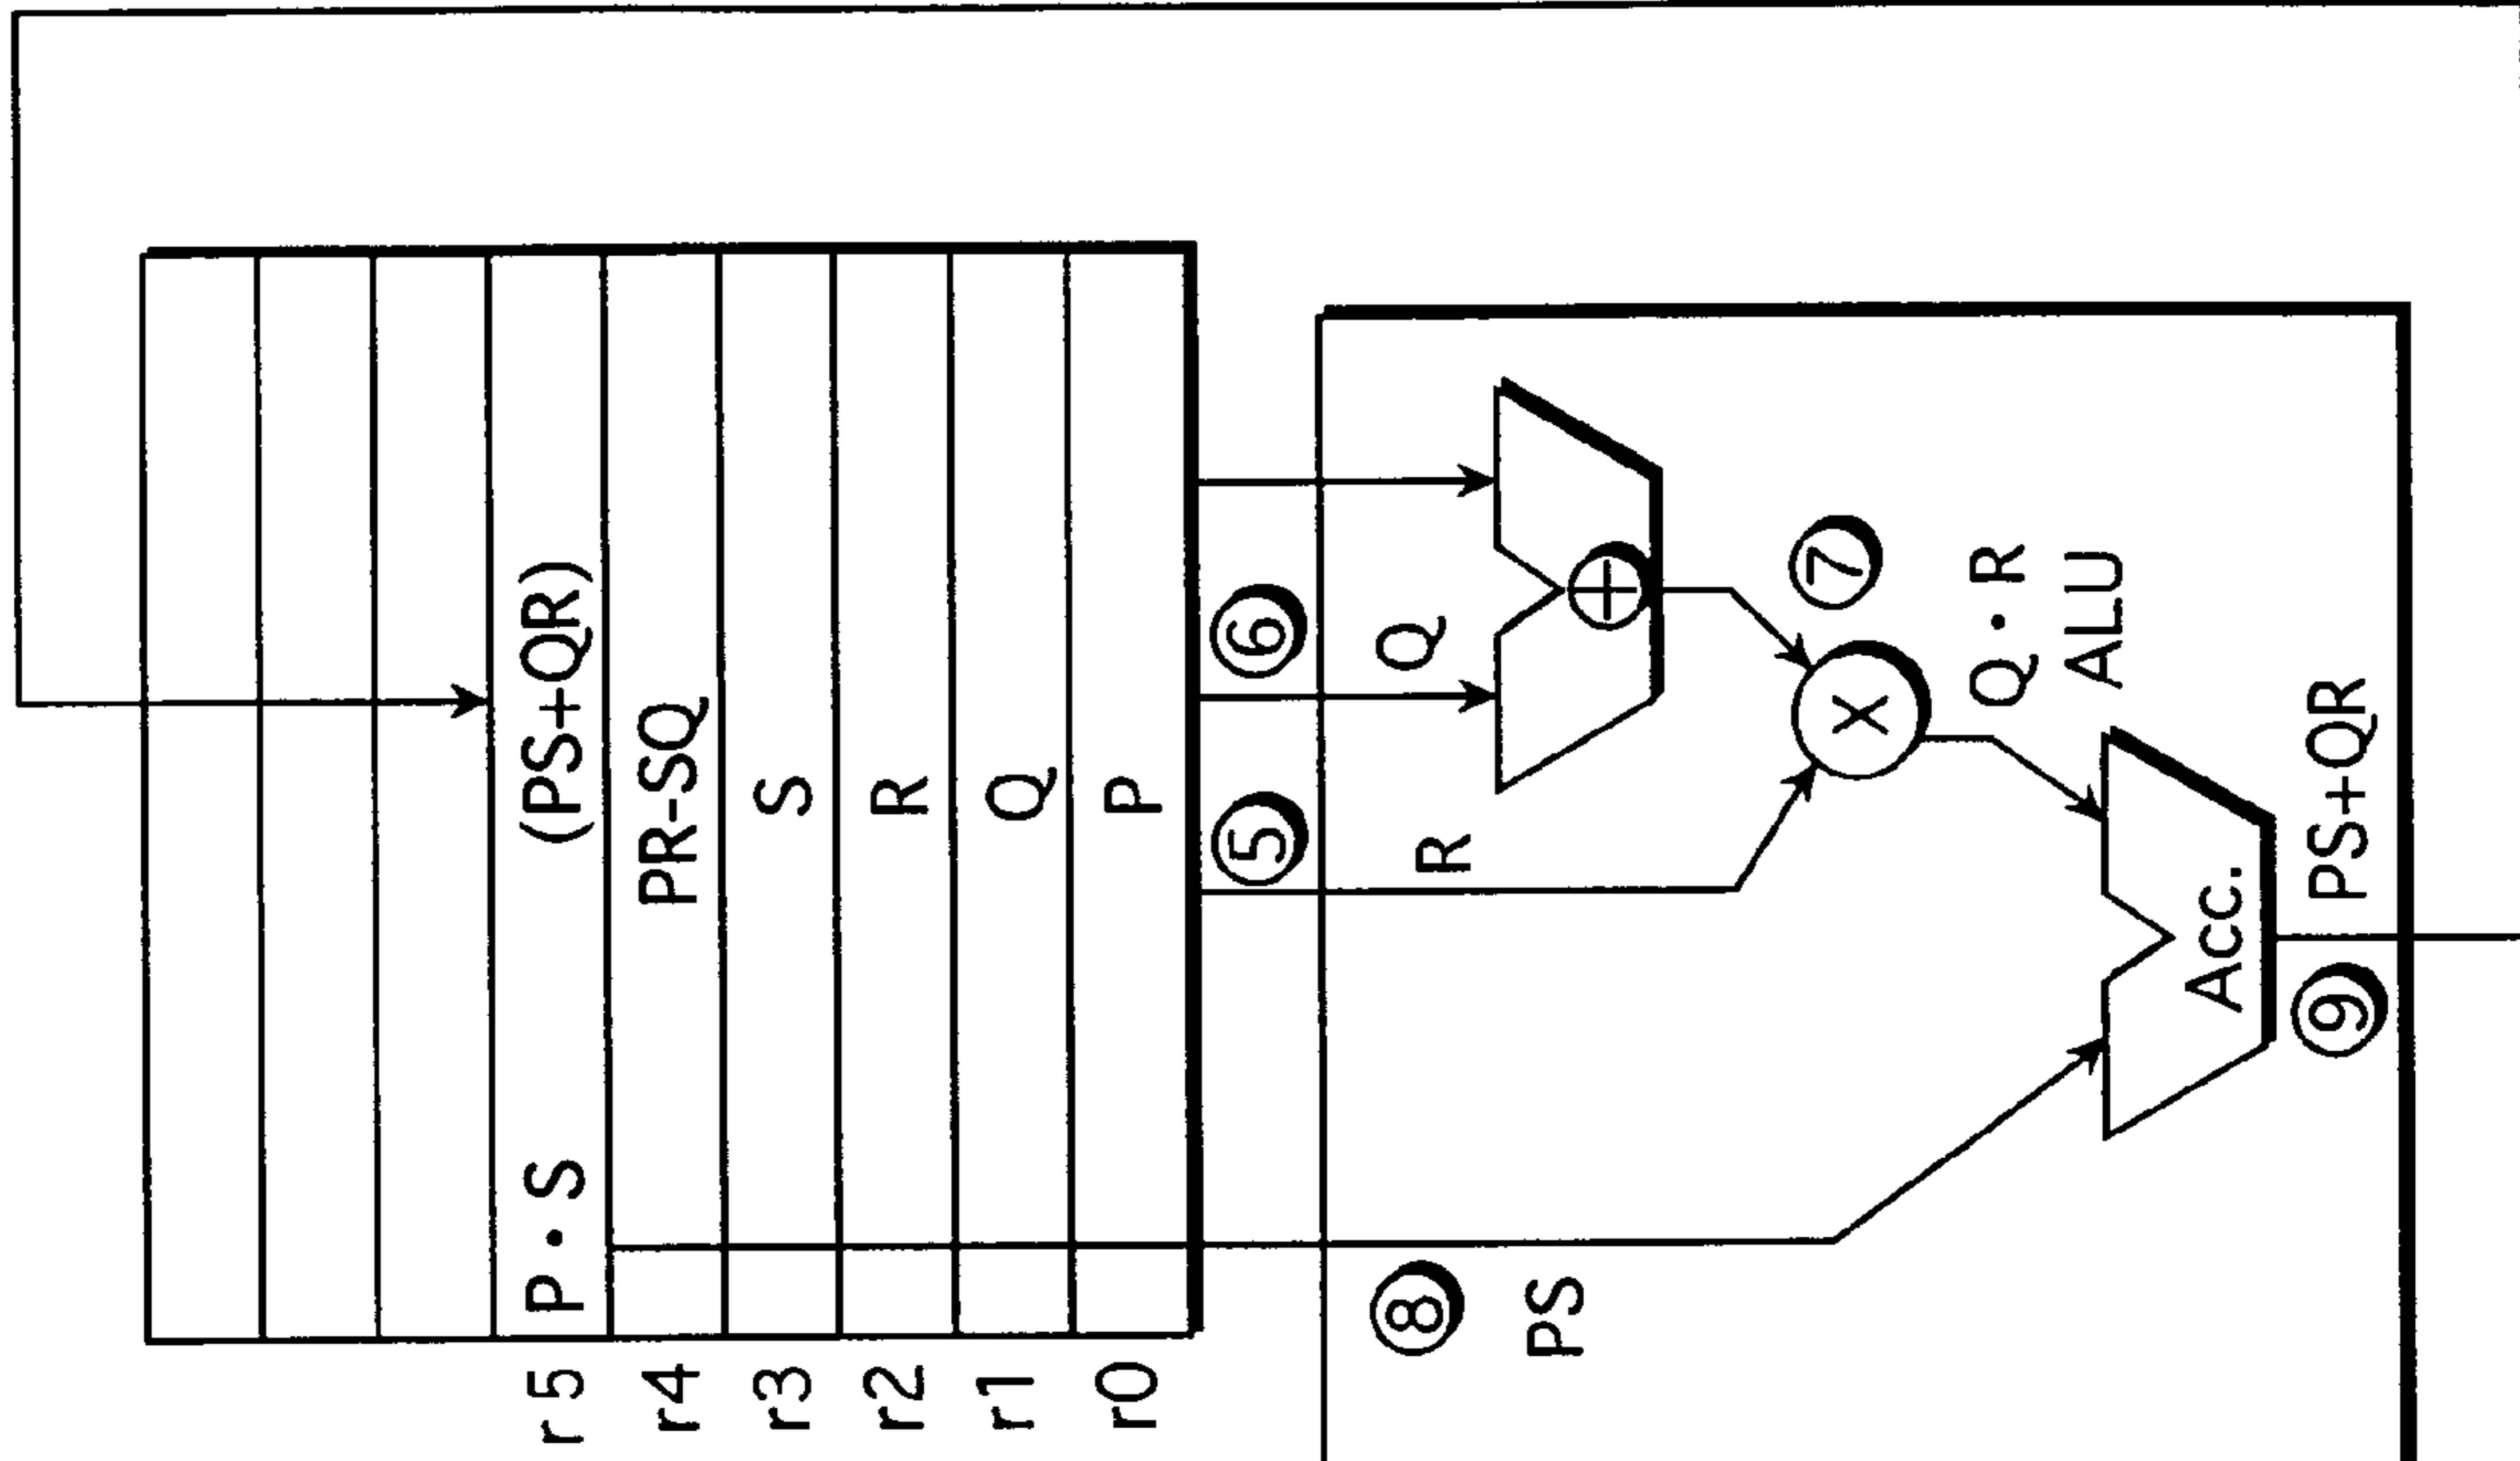 r5 P·S (PS+QR)
r4 PR-SQ
r3 S
r2 R
r1 Q
r0 P
⑤ ⑥
R Q
⑧
PS
⑦
Q·R
ALU
Acc.
⑨ PS+QR